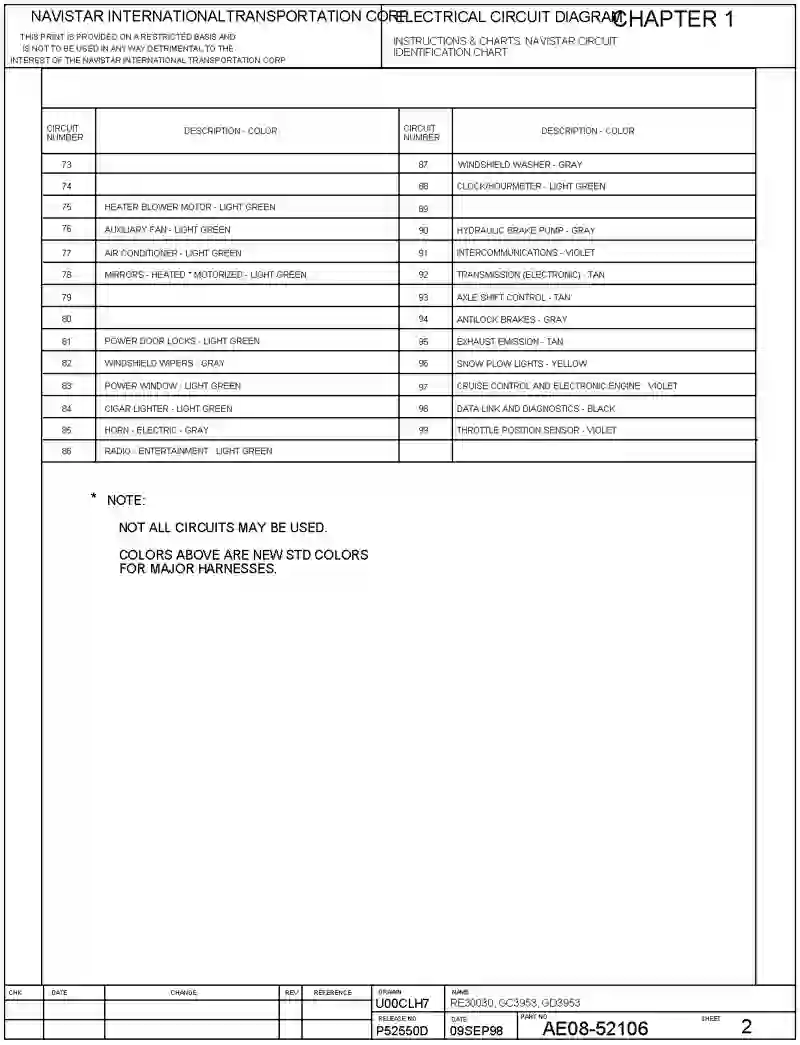 NAVISTAR INTERNATIONAL TRANSPORTATION CORP.
THIS PRINT IS PROVIDED ON A RESTRICTED BASIS AND
IS NOT TO BE USED IN ANY WAY DETRIMENTAL TO THE
INTEREST OF THE NAVISTAR INTERNATIONAL TRANSPORTATION CORP
ELECTRICAL CIRCUIT DIAGRAM
CHAPTER 1
INSTRUCTIONS & CHARTS, NAVISTAR CIRCUIT
IDENTIFICATION CHART
CIRCUIT
NUMBER
DESCRIPTION - COLOR
73
74
75 HEATER BLOWER MOTOR - LIGHT GREEN
76 AUXILIARY FAN - LIGHT GREEN
77 AIR CONDITIONER - LIGHT GREEN
78 MIRRORS - HEATED * MOTORIZED - LIGHT GREEN
79
80
81 POWER DOOR LOCKS - LIGHT GREEN
82 WINDSHIELD WIPERS - GRAY
83 POWER WINDOW - LIGHT GREEN
84 CIGAR LIGHTER - LIGHT GREEN
85 HORN - ELECTRIC - GRAY
86 RADIO - ENTERTAINMENT LIGHT GREEN
CIRCUIT
NUMBER
DESCRIPTION - COLOR
87 WINDSHIELD WASHER - GRAY
88 CLOCK/HOURMETER - LIGHT GREEN
89
90 HYDRAULIC BRAKE PUMP - GRAY
91 INTERCOMMUNICATIONS - VIOLET
92 TRANSMISSION (ELECTRONIC) - TAN
93 AXLE SHIFT CONTROL - TAN
94 ANTILOCK BRAKES - GRAY
95 EXHAUST EMISSION - TAN
96 SNOW PLOW LIGHTS - YELLOW
97 CRUISE CONTROL AND ELECTRONIC ENGINE VIOLET
98 DATA LINK AND DIAGNOSTICS - BLACK
99 THROTTLE POSITION SENSOR - VIOLET
* NOTE:
NOT ALL CIRCUITS MAY BE USED.
COLORS ABOVE ARE NEW STD COLORS
FOR MAJOR HARNESSES.
CHK DATE CHANGE REV REFERENCE
DRAWN
U00CLH7
NAME
RE30030, GC3953, GD3953
RELEASE NO
P52550D
DATE
09SEP98
PART NO
AE08-52106
SHEET
2